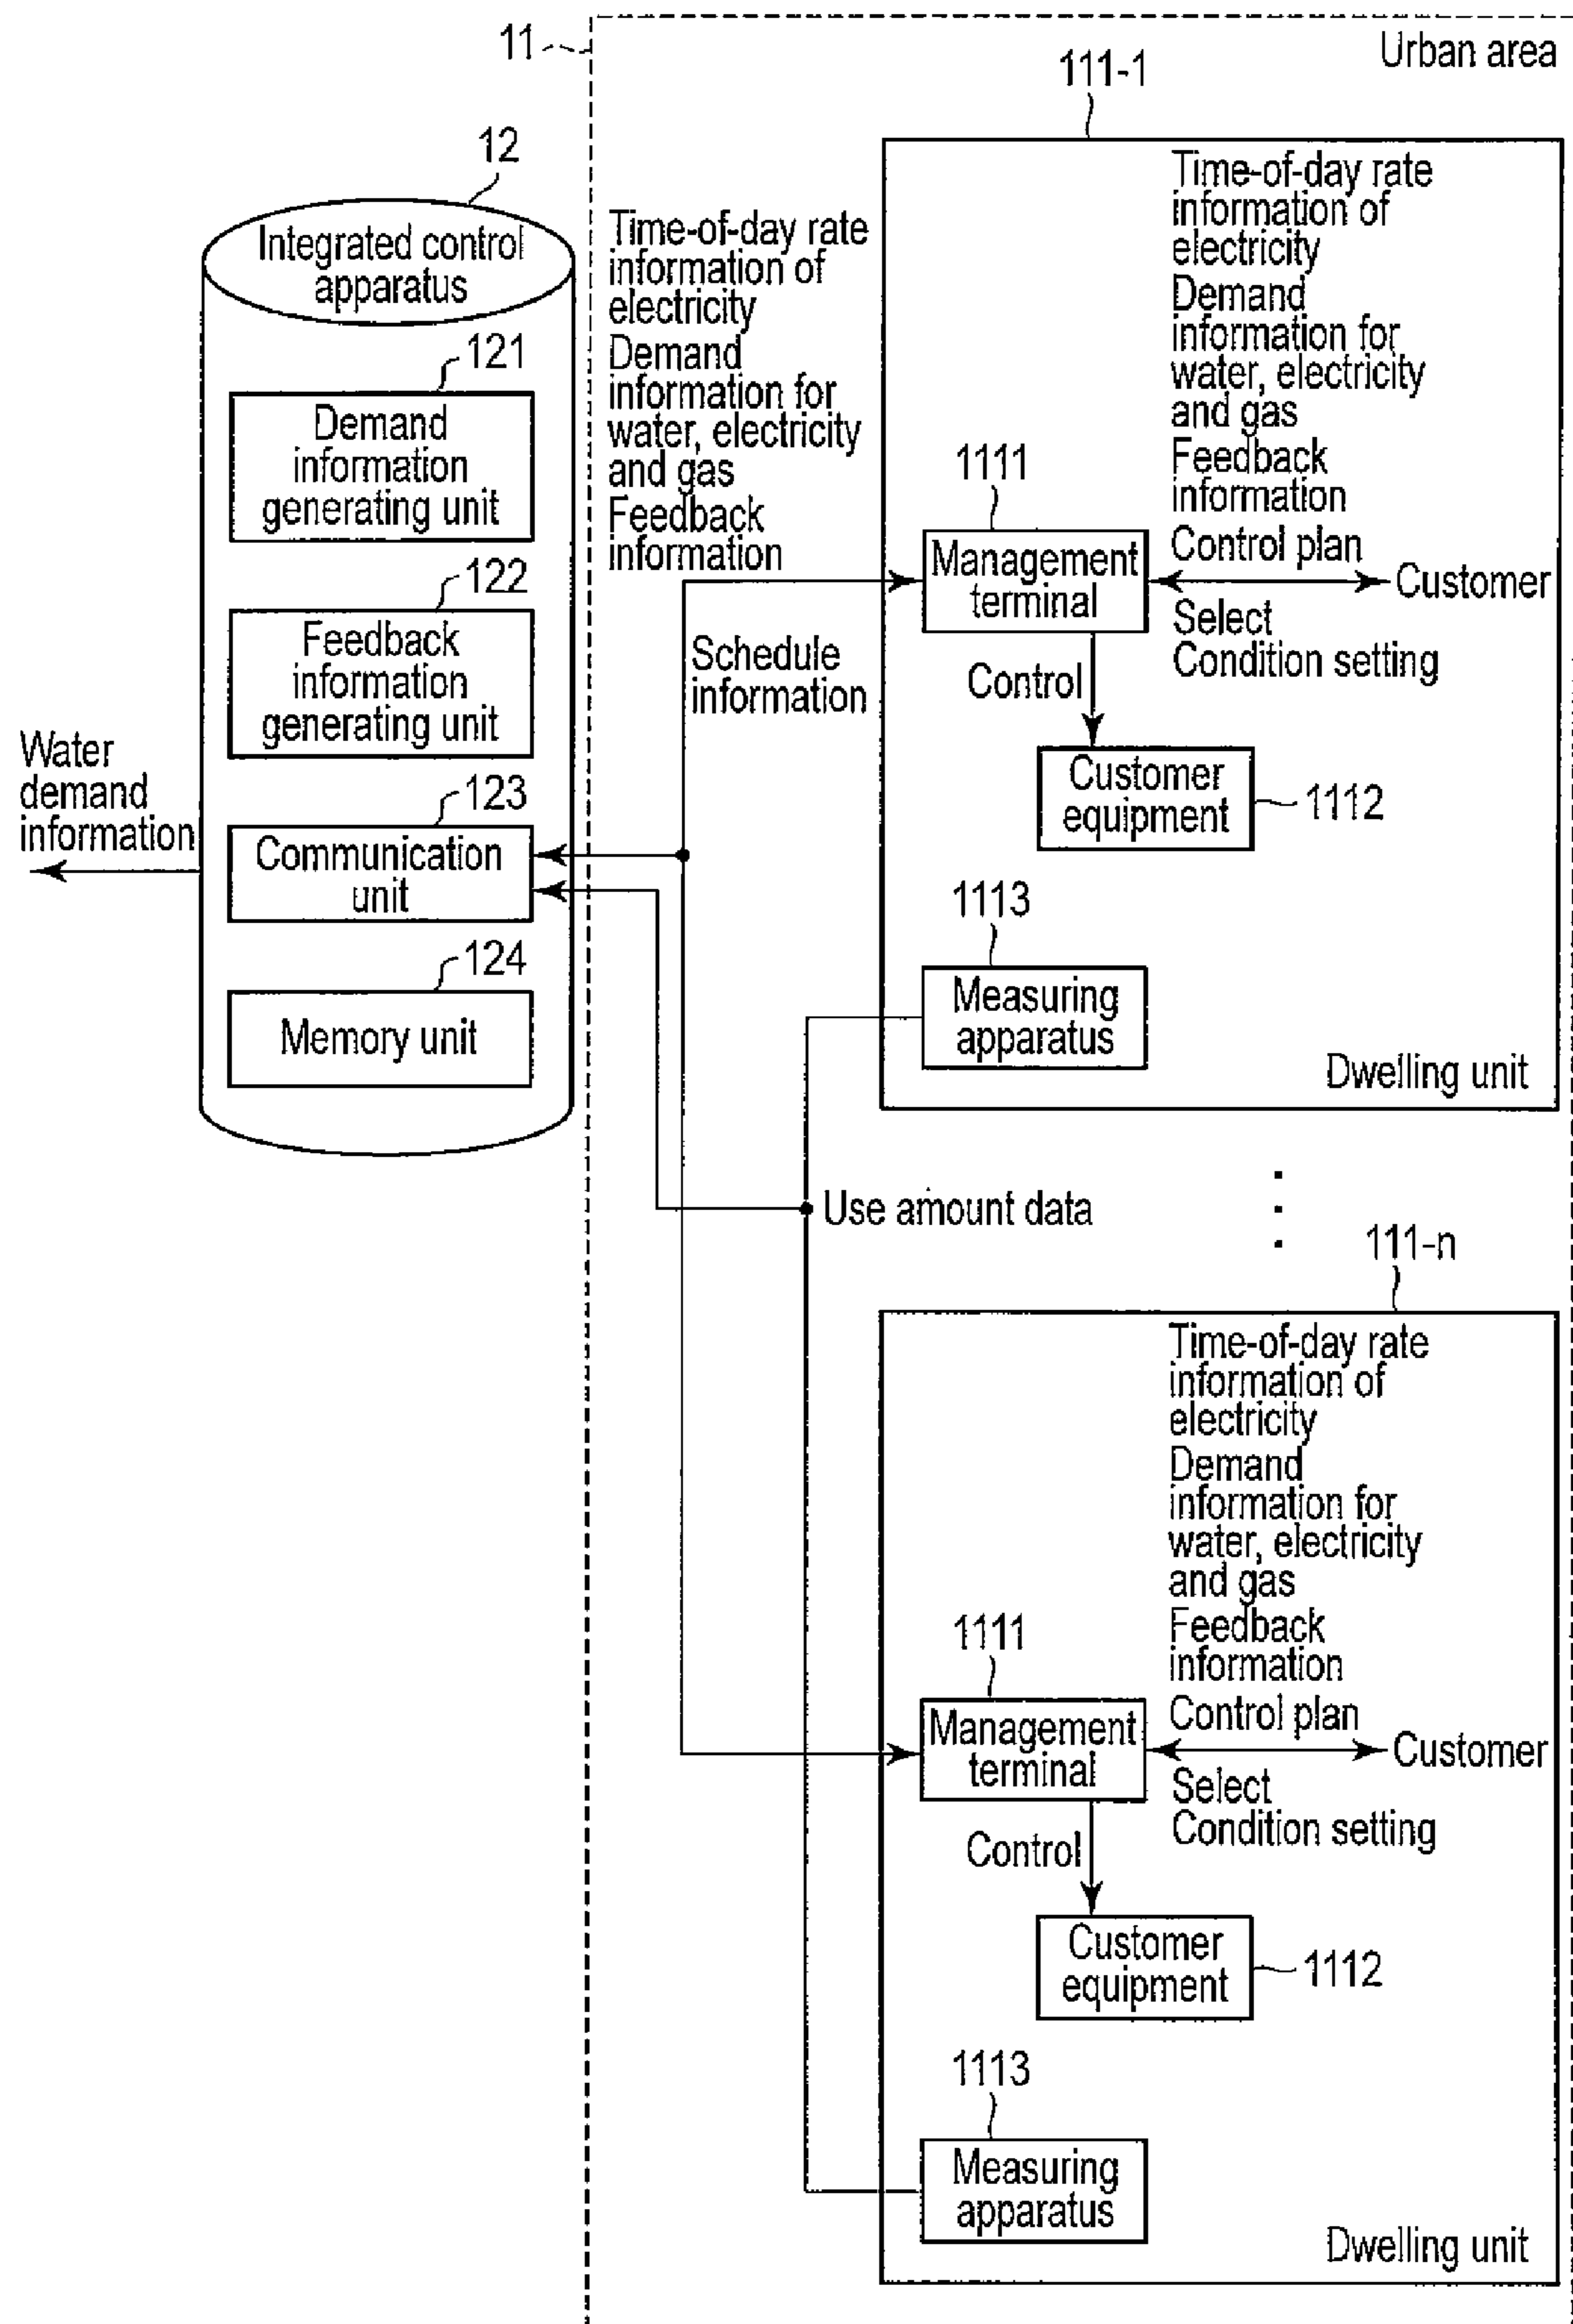 11
Urban area
111-1
12
Integrated control
apparatus
121
Demand
information
generating unit
122
Feedback
information
generating unit
123
Communication
unit
124
Memory unit
Water
demand
information
Time-of-day rate
information of
electricity
Demand
information for
water, electricity
and gas
Feedback
information
Schedule
information
Time-of-day rate
information of
electricity
Demand
information for
water, electricity
and gas
Feedback
information
Control plan
1111
Management
terminal
Customer
Select
Condition setting
Control
Customer
equipment
1112
1113
Measuring
apparatus
Dwelling unit
Use amount data
111-n
Time-of-day rate
information of
electricity
Demand
information for
water, electricity
and gas
Feedback
information
Control plan
1111
Management
terminal
Customer
Select
Condition setting
Control
Customer
equipment
1112
1113
Measuring
apparatus
Dwelling unit